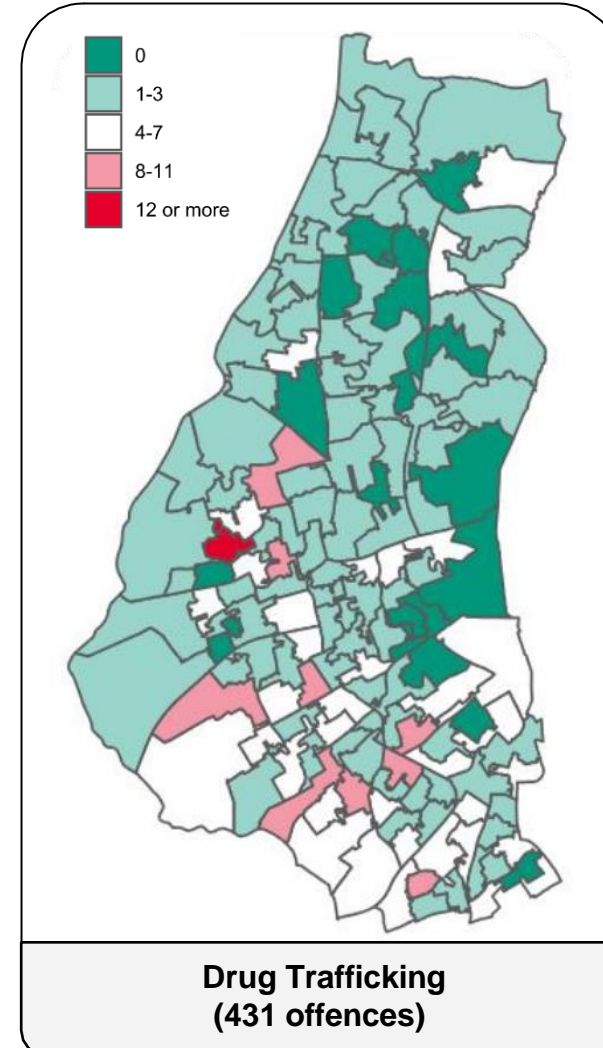 0
1-3
4-7
8-11
12 or more
Drug Trafficking
(431 offences)